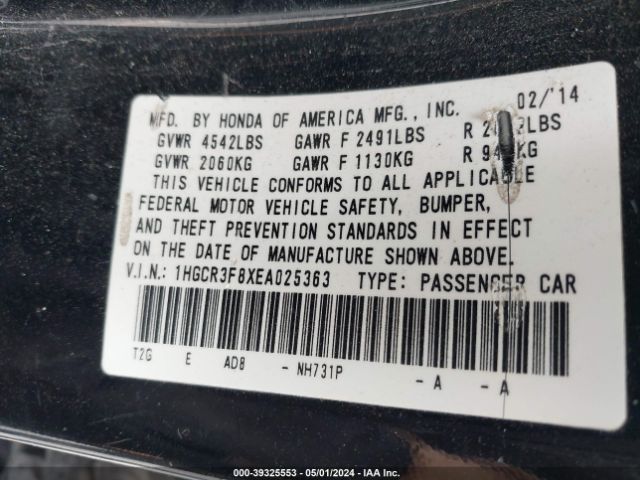 MFD. BY HONDA OF AMERICA MFG., INC. 02/'14
GVWR 4542LBS GAWR F 2491LBS R
GVWR 2060KG GAWR F 1130KG R
THIS VEHICLE CONFORMS TO ALL APPLICABLE
FEDERAL MOTOR VEHICLE SAFETY, BUMPER,
AND THEFT PREVENTION STANDARDS IN EFFECT
ON THE DATE OF MANUFACTURE SHOWN ABOVE.
V.I.N.: 1HGCR3F8XEA025363 TYPE: PASSENGER CAR
T2G E AD8 - NH731P - A - A
000-39325553 - 05/01/2024 - IAA Inc.